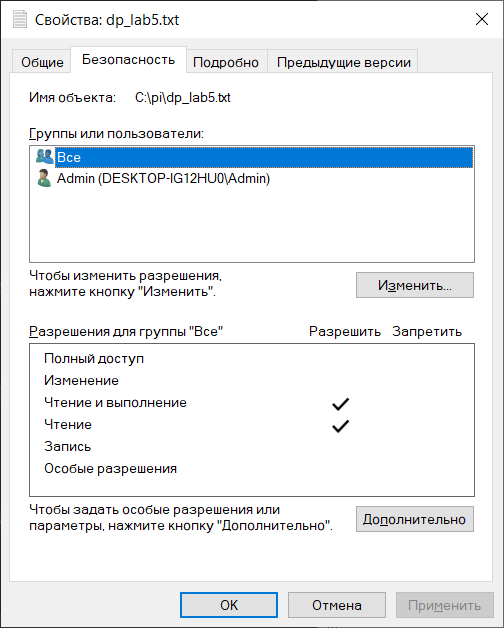 Свойства: dp_lab5.txt
Общие Безопасность Подробно Предыдущие версии
Имя объекта: C:\pi\dp_lab5.txt
Группы или пользователи:
Все
Admin (DESKTOP-IG12HU0\Admin)
Чтобы изменить разрешения,
нажмите кнопку "Изменить".
Изменить...
Разрешения для группы "Все" Разрешить Запретить
Полный доступ
Изменение
Чтение и выполнение
Чтение
Запись
Особые разрешения
Чтобы задать особые разрешения или
параметры, нажмите кнопку "Дополнительно".
Дополнительно
OK Отмена Применить